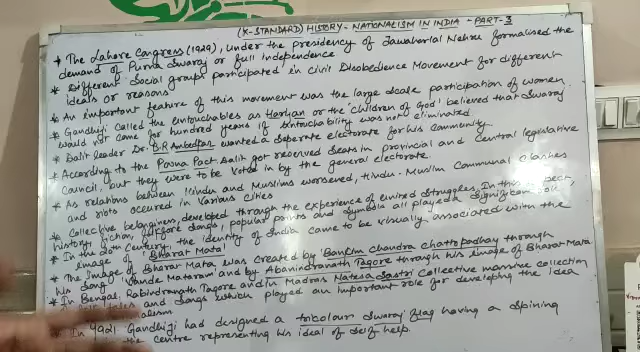 (X-STANDARD) HISTORY - NATIONALISM IN INDIA - PART-3
* The Lahore Congress (1929), under the presidency of Jawaharlal Nehru formalised the
demand of Purna Swaraj or full independence
* Different Social groups participated in Civil Disobedience Movement for different
ideals or reasons
* An important feature of this movement was the large scale participation of women.
* Gandhiji called the untouchables as Harijan or the 'children of God' believed that Swaraj
would not come for hundred years if untouchability was not eliminated
* Dalit leader Dr. B.R Ambedkar wanted a seperate electorate for his community.
* According to the Poona Pact. Dalit got reserved seats in provincial and Central legislative
Council, but they were to be voted in by the general electorate
* As relations between Hindu and Muslims worsened, Hindu-Muslim Communal clashes
and riots occured in various cities
* Collective belonginess, developed through the experience of united struggles. In this
history, fiction, folklore songs, popular prints and symbols all played a significant role
* In the 20th Century, the identity of India came to be visually associated with the
image of 'Bharat Mata'
The Image of Bharat Mata was created by Bankim chandra chattopadhay through
his song 'Vande Mataram' and by Abanindranath Tagore through his image of Bharat Mata
* In Bengal, Rabindranath Tagore and in Madras Natesa Sastri Collective massive collection
tales and songs which played an important role for developing the idea
* In 1921 Gandhiji had designed a tricolour Swaraj flag having a spining
the centre representing his ideal of self help.